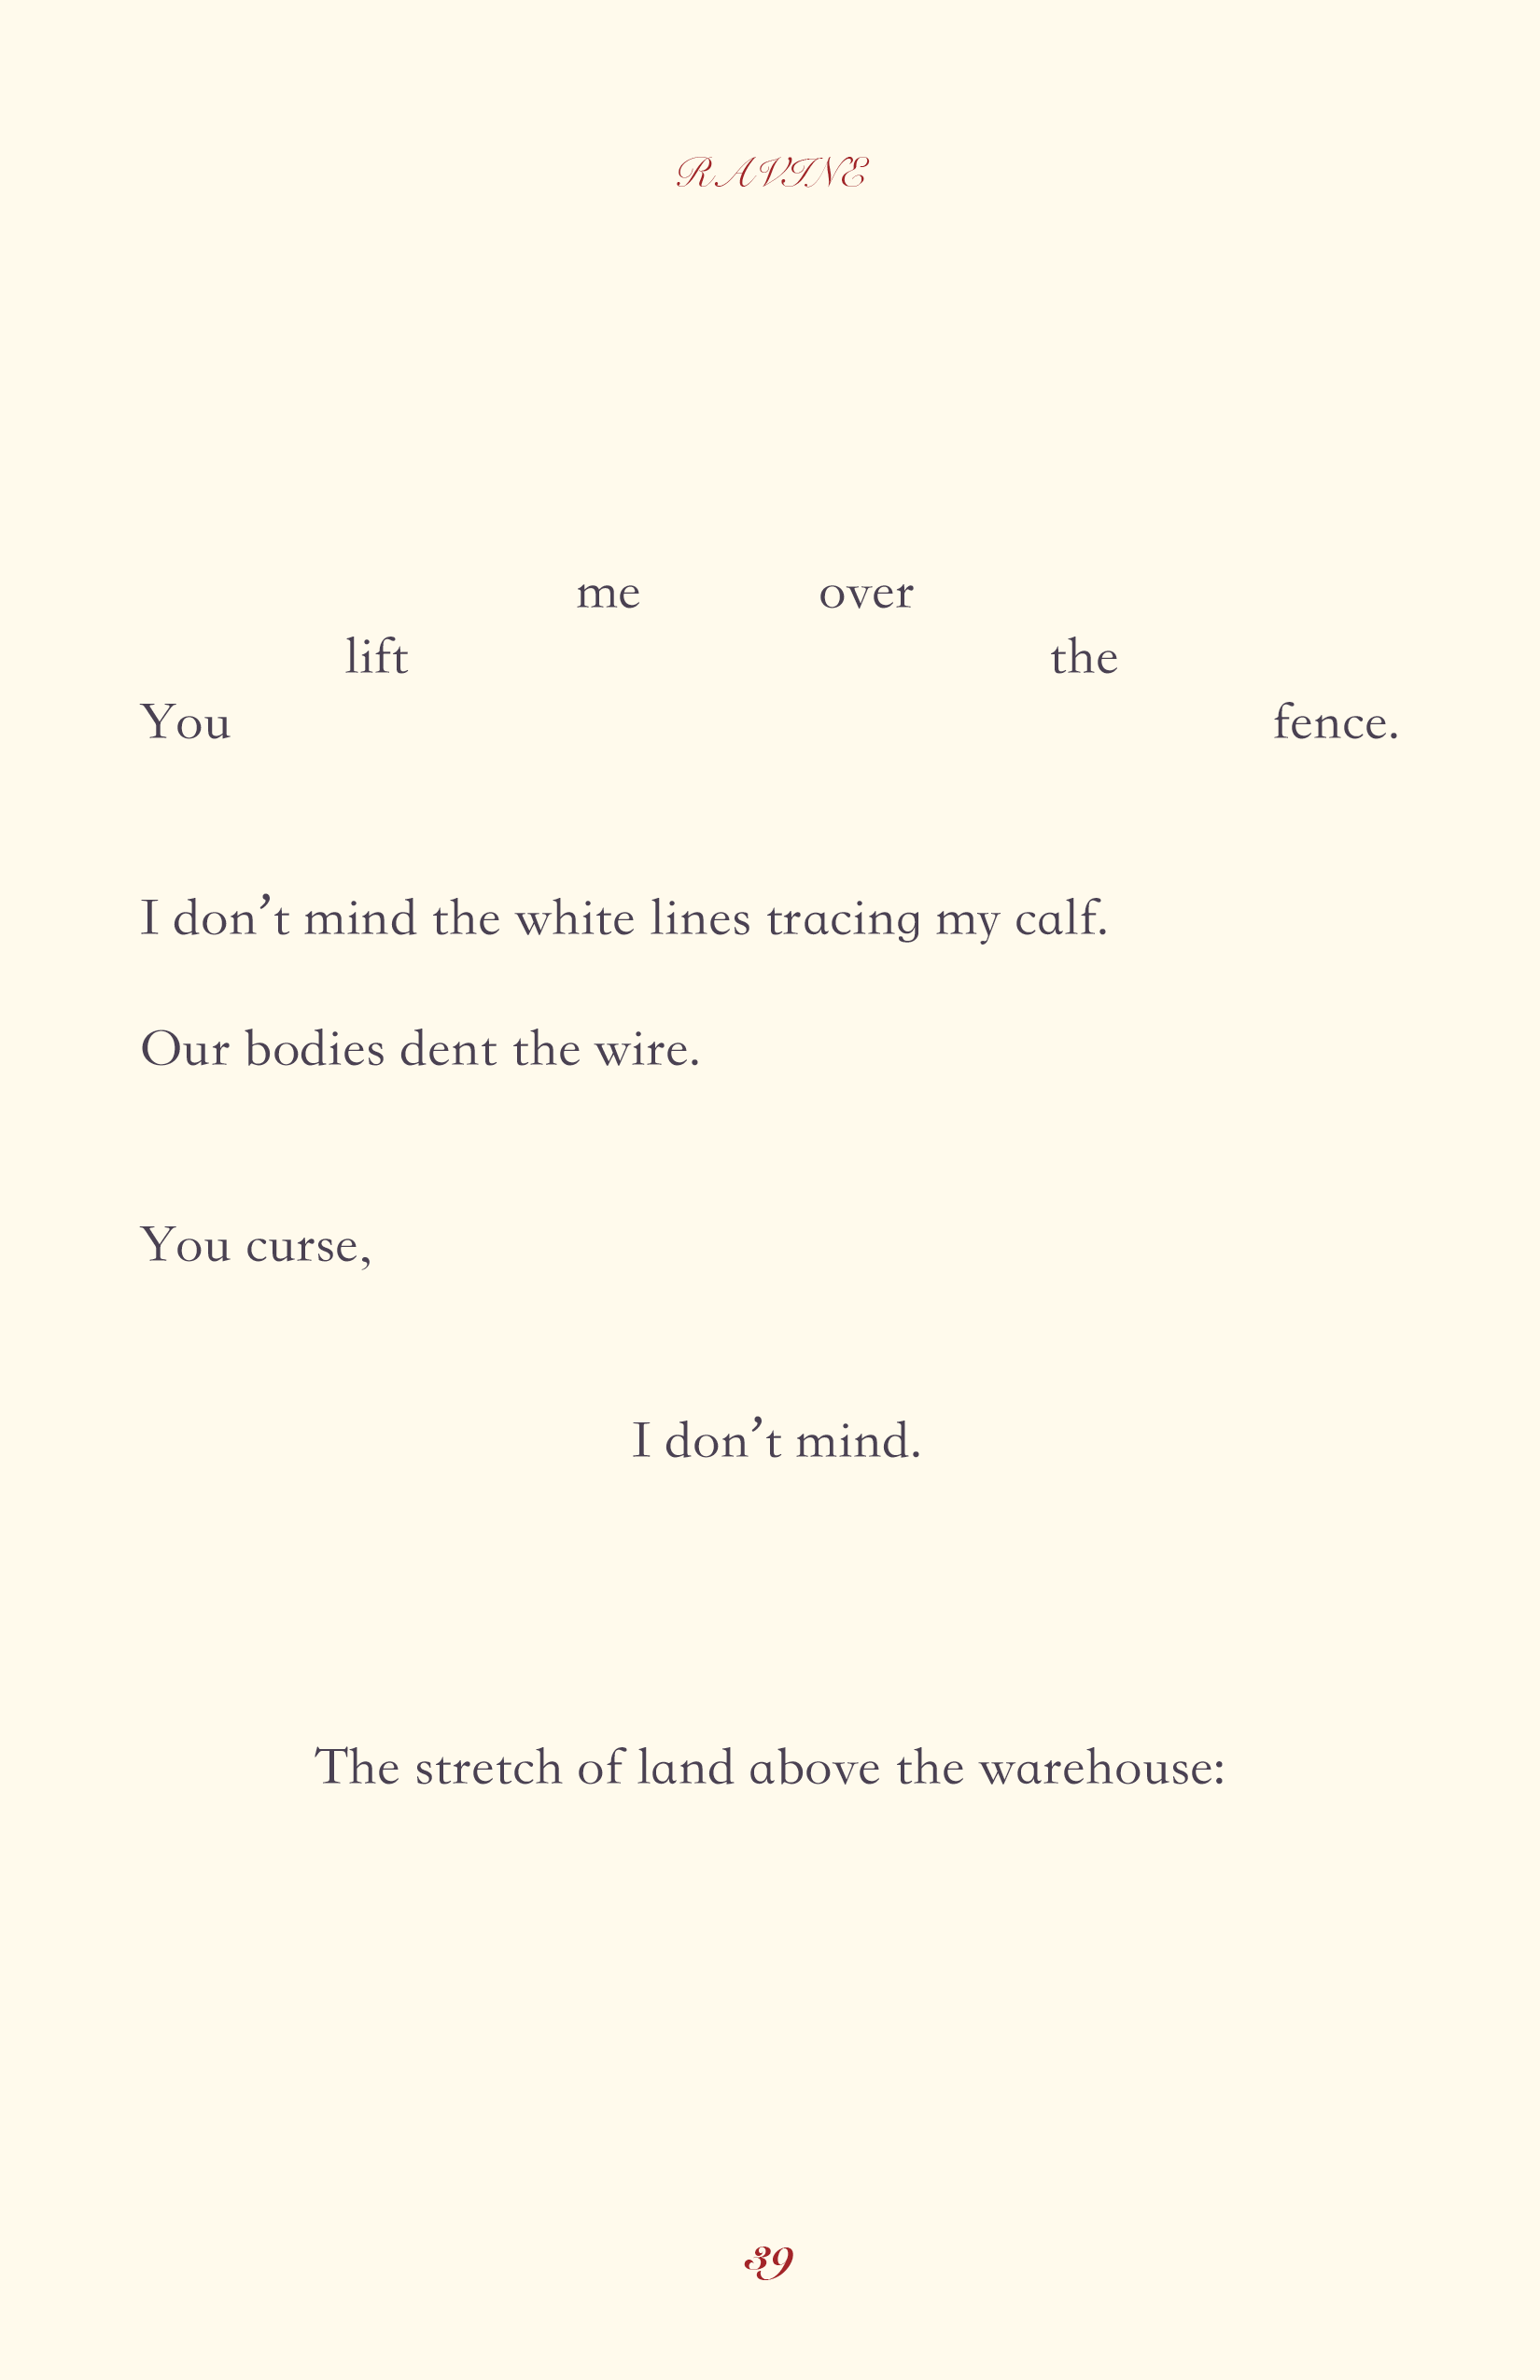 RAVINE
me over
lift the
You fence.
I don’t mind the white lines tracing my calf.
Our bodies dent the wire.
You curse,
I don’t mind.
The stretch of land above the warehouse:
39